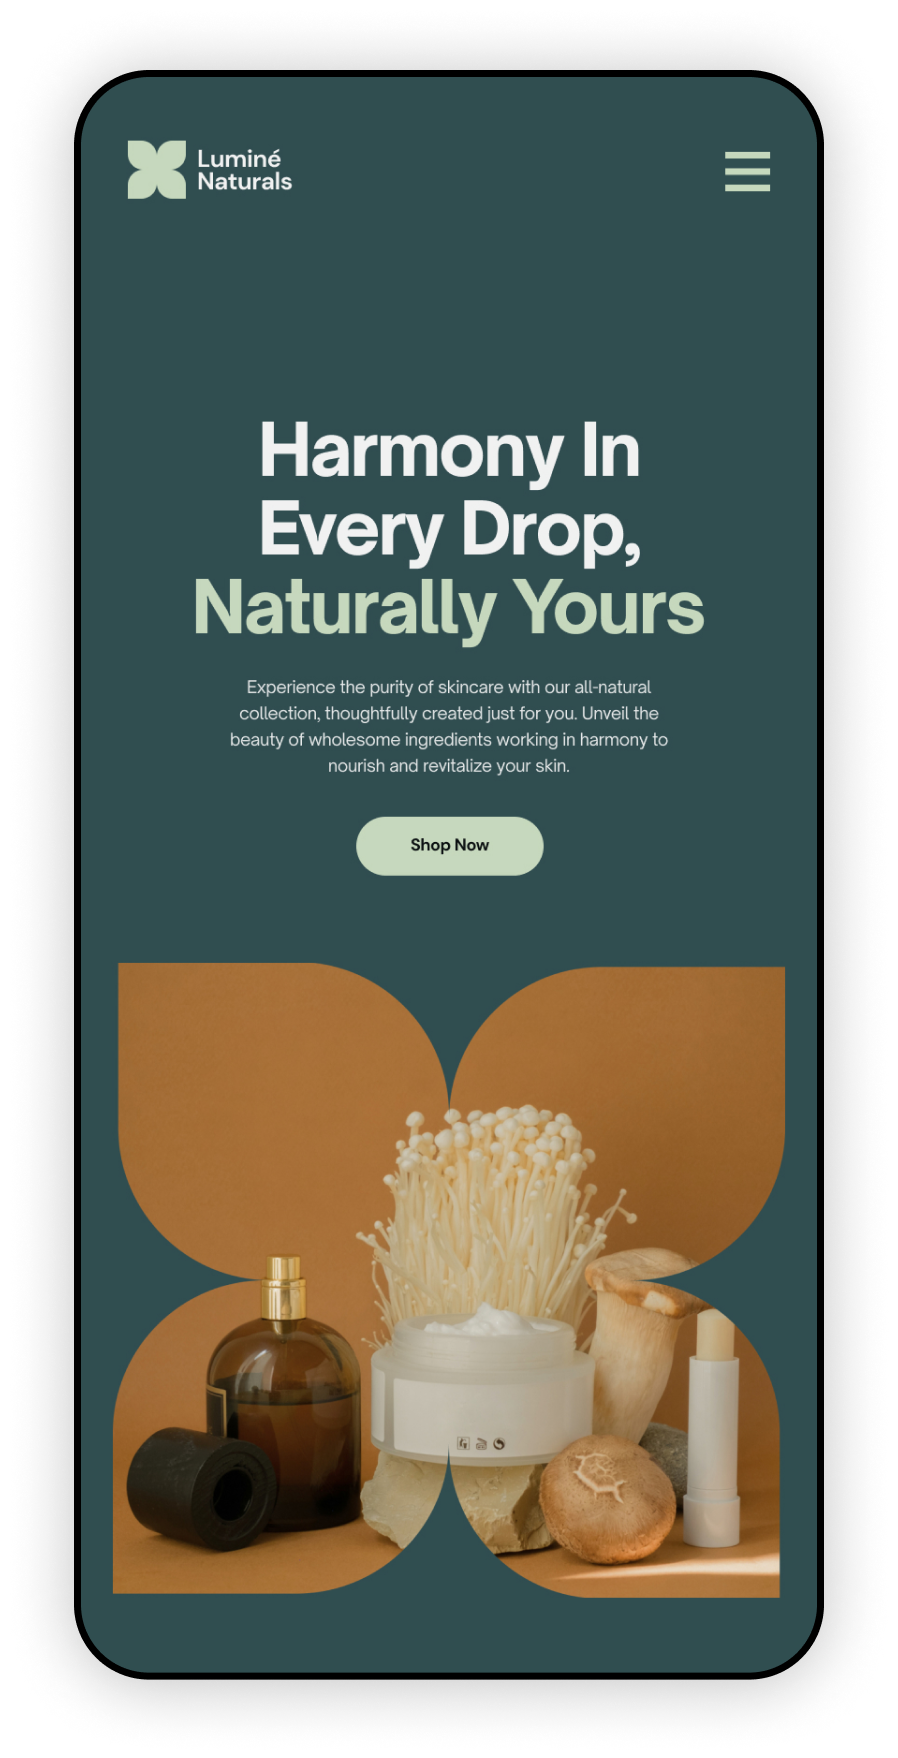 Luminé
Naturals
Harmony In
Every Drop,
Naturally Yours
Experience the purity of skincare with our all-natural
collection, thoughtfully created just for you. Unveil the
beauty of wholesome ingredients working in harmony to
nourish and revitalize your skin.
Shop Now